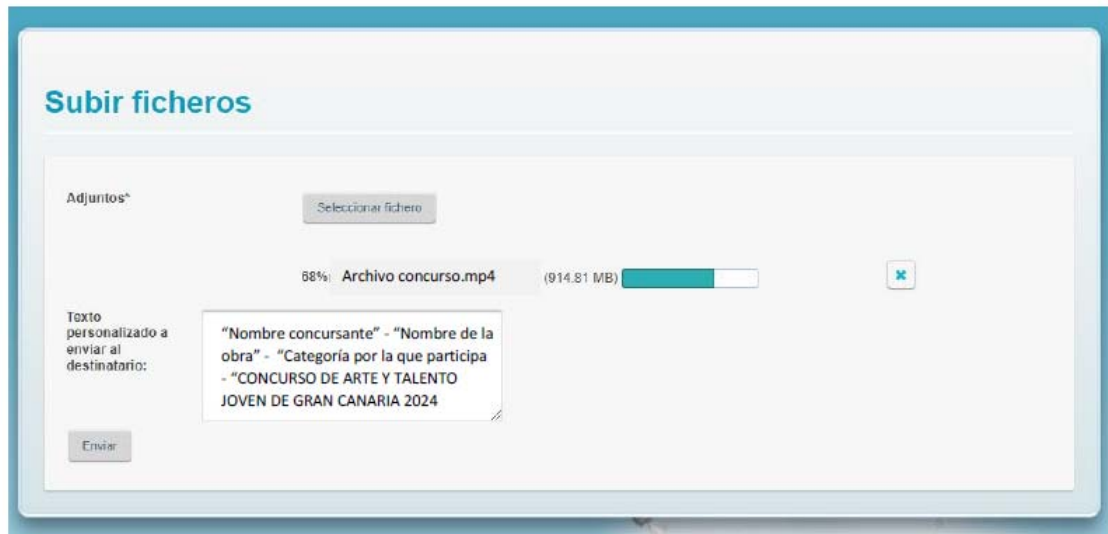 Subir ficheros
Adjuntos*
Seleccionar fichero
68% Archivo concurso.mp4 (914.81 MB)
Texto
personalizado a
enviar al
destinatario:
“Nombre concursante” - “Nombre de la
obra” - “Categoría por la que participa
- “CONCURSO DE ARTE Y TALENTO
JOVEN DE GRAN CANARIA 2024
Enviar